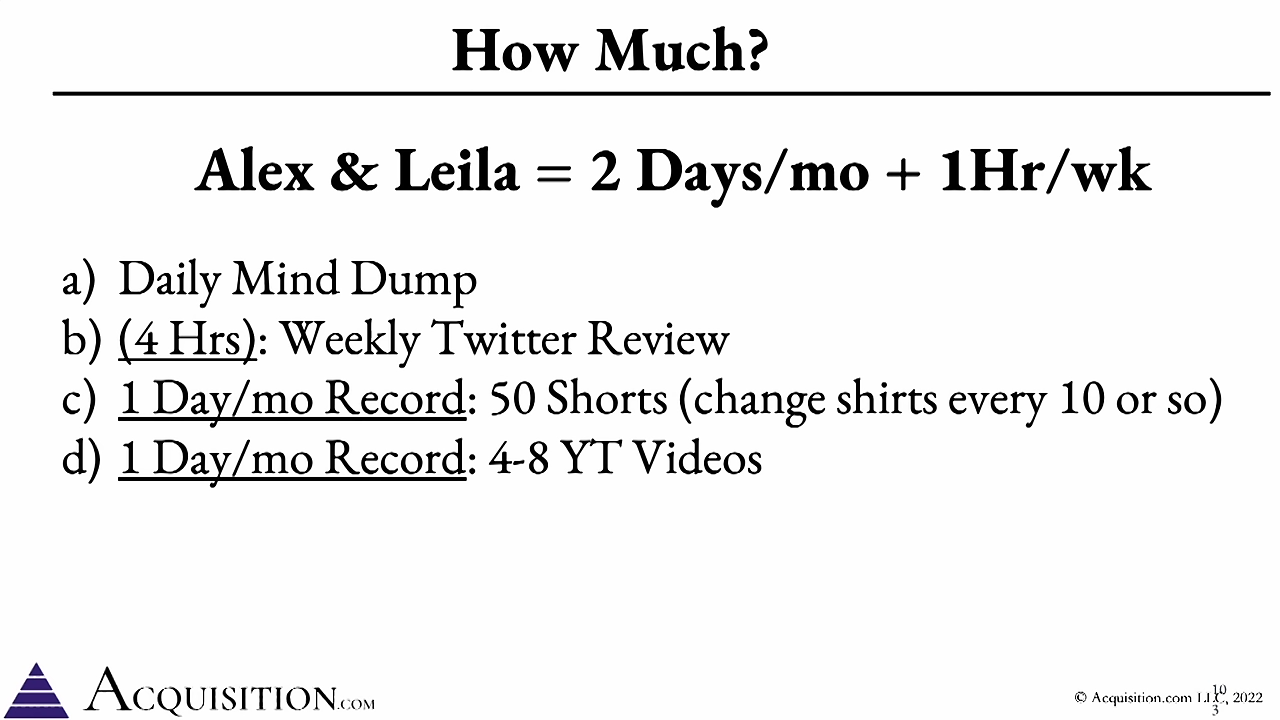 How Much?
Alex & Leila = 2 Days/mo + 1Hr/wk
a) Daily Mind Dump
b) (4 Hrs): Weekly Twitter Review
c) 1 Day/mo Record: 50 Shorts (change shirts every 10 or so)
d) 1 Day/mo Record: 4-8 YT Videos
ACQUISITION.COM
© Acquisition.com LLC, 2022
10
3